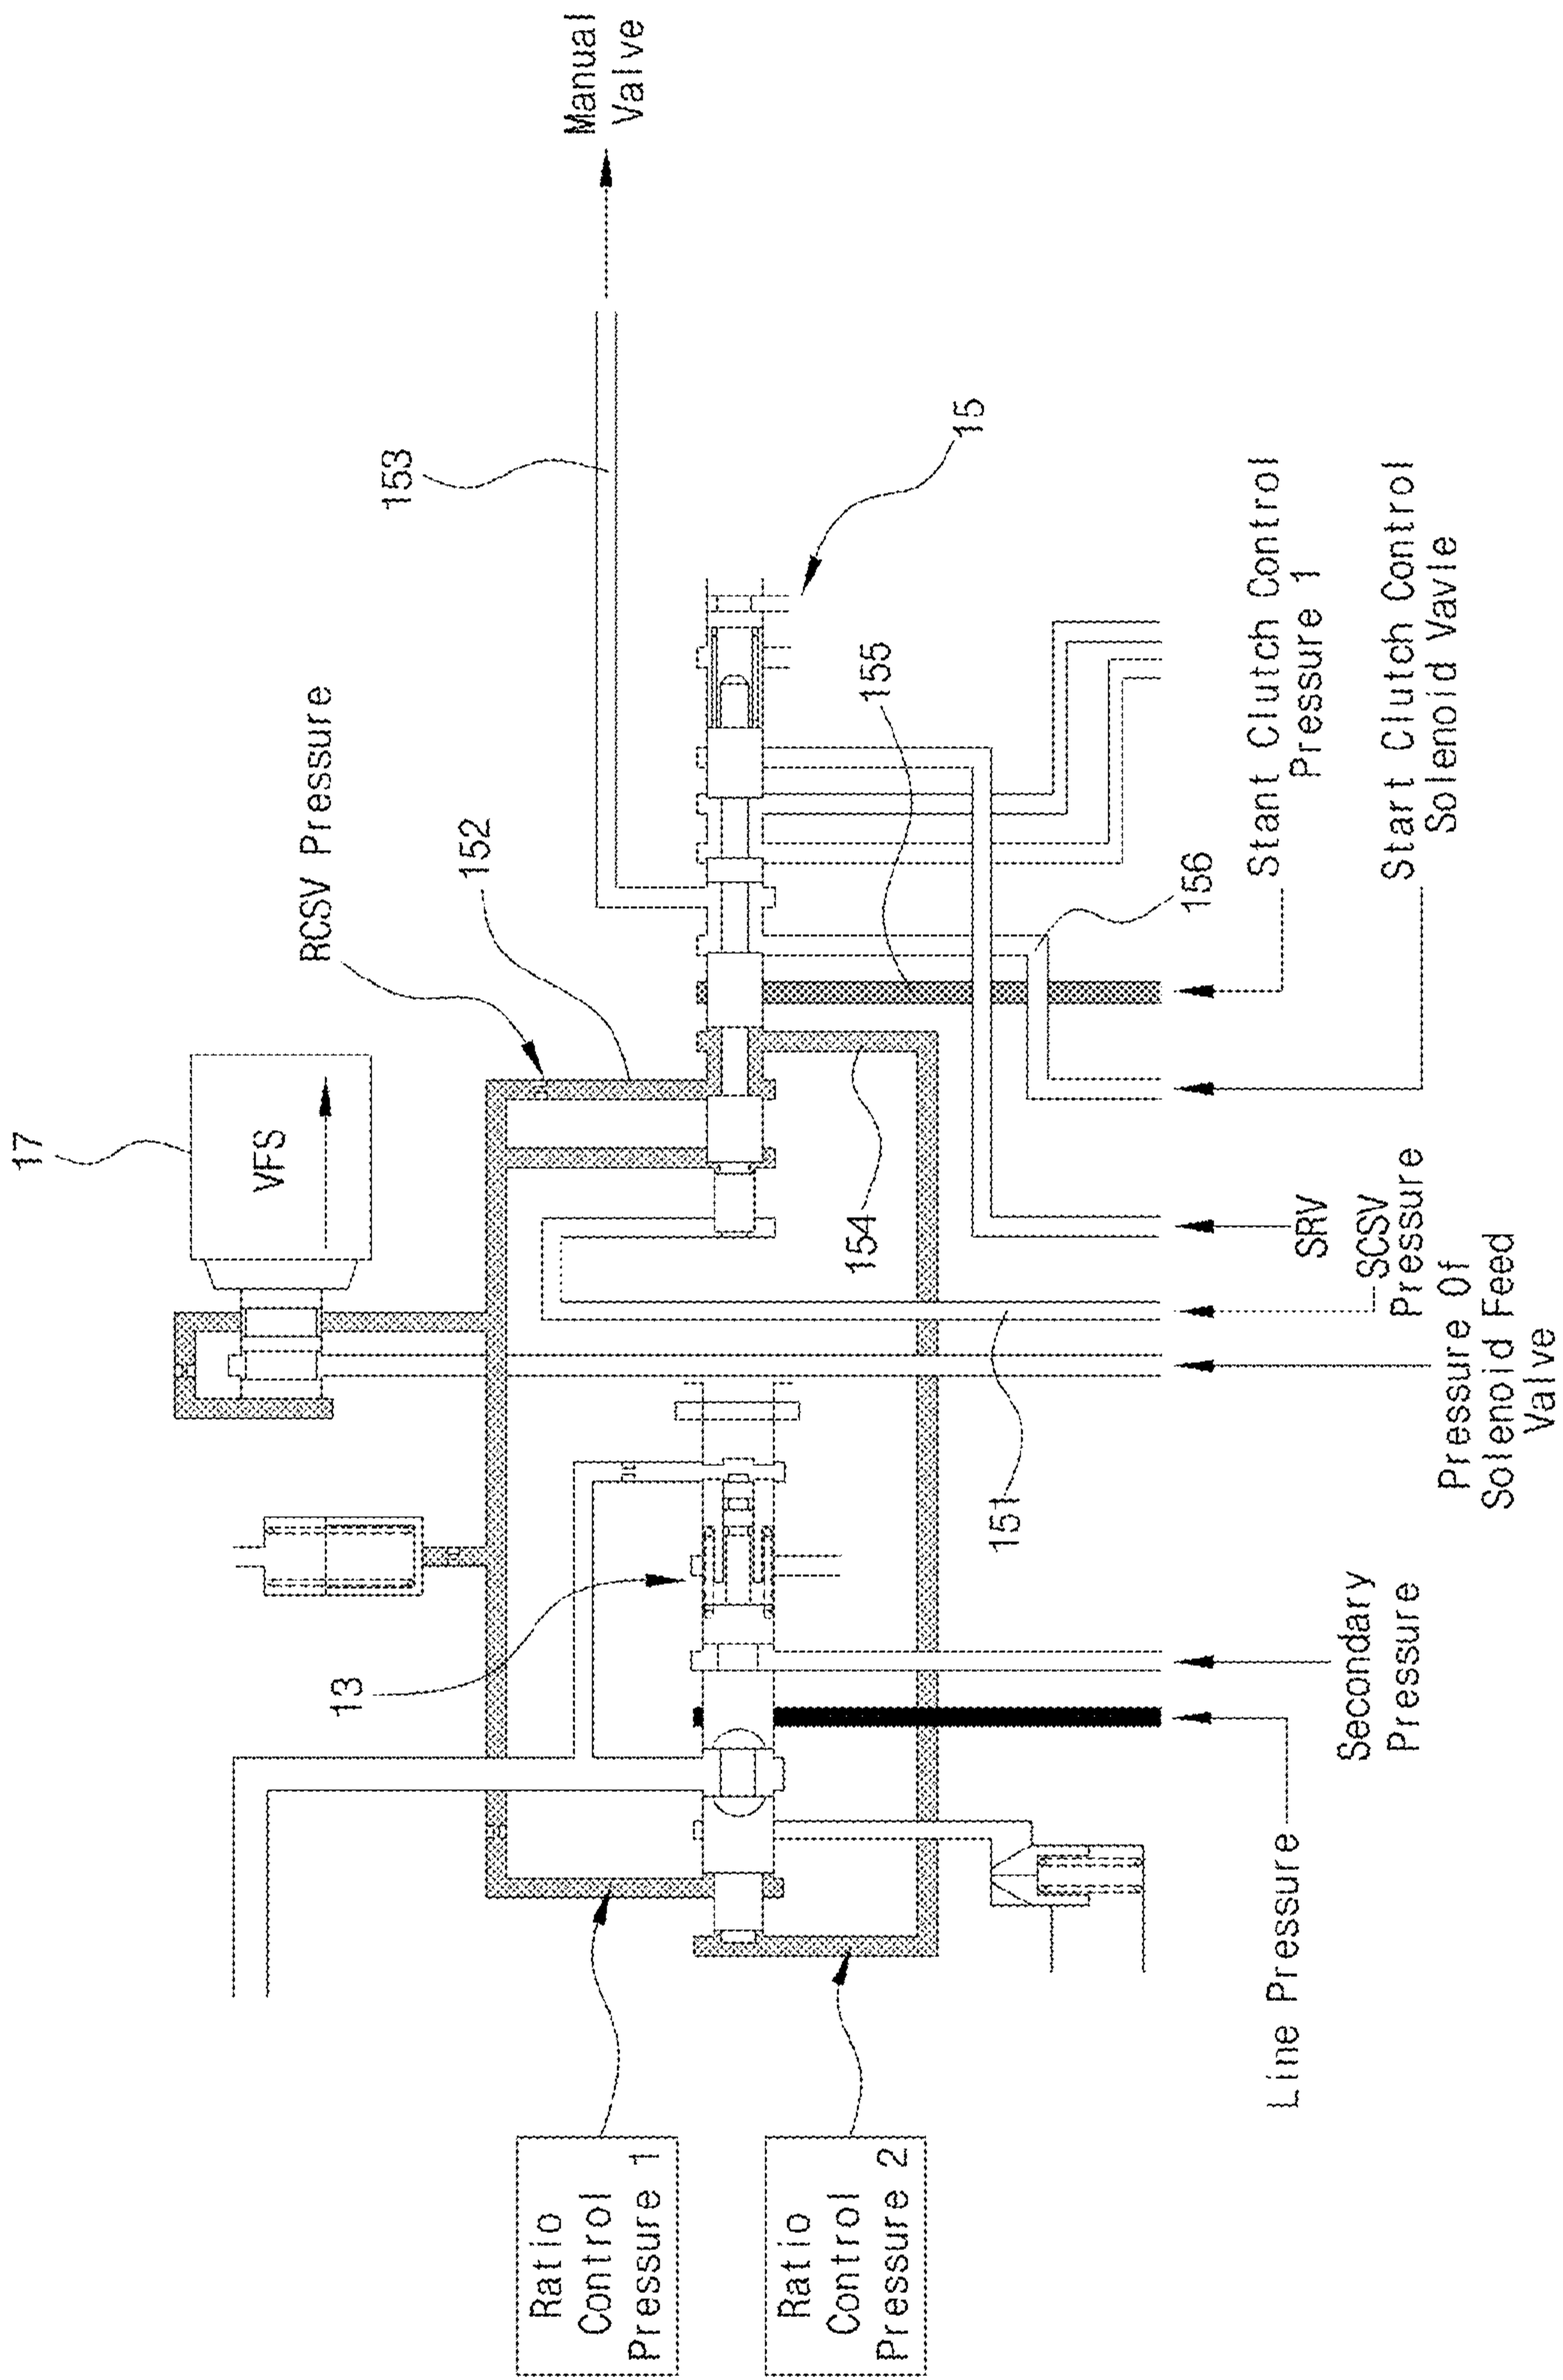 17
VFS
RCSV Pressure
152
153
Manual
Valve
15
13
155
156
154
151
Ratio
Control
Pressure 1
Ratio
Control
Pressure 2
Line Pressure
Secondary
Pressure
Pressure Of
Solenoid Feed
Valve
SCSV
Pressure
SRV
Start Clutch Control
Solenoid Vavle
Stant Clutch Control
Pressure 1